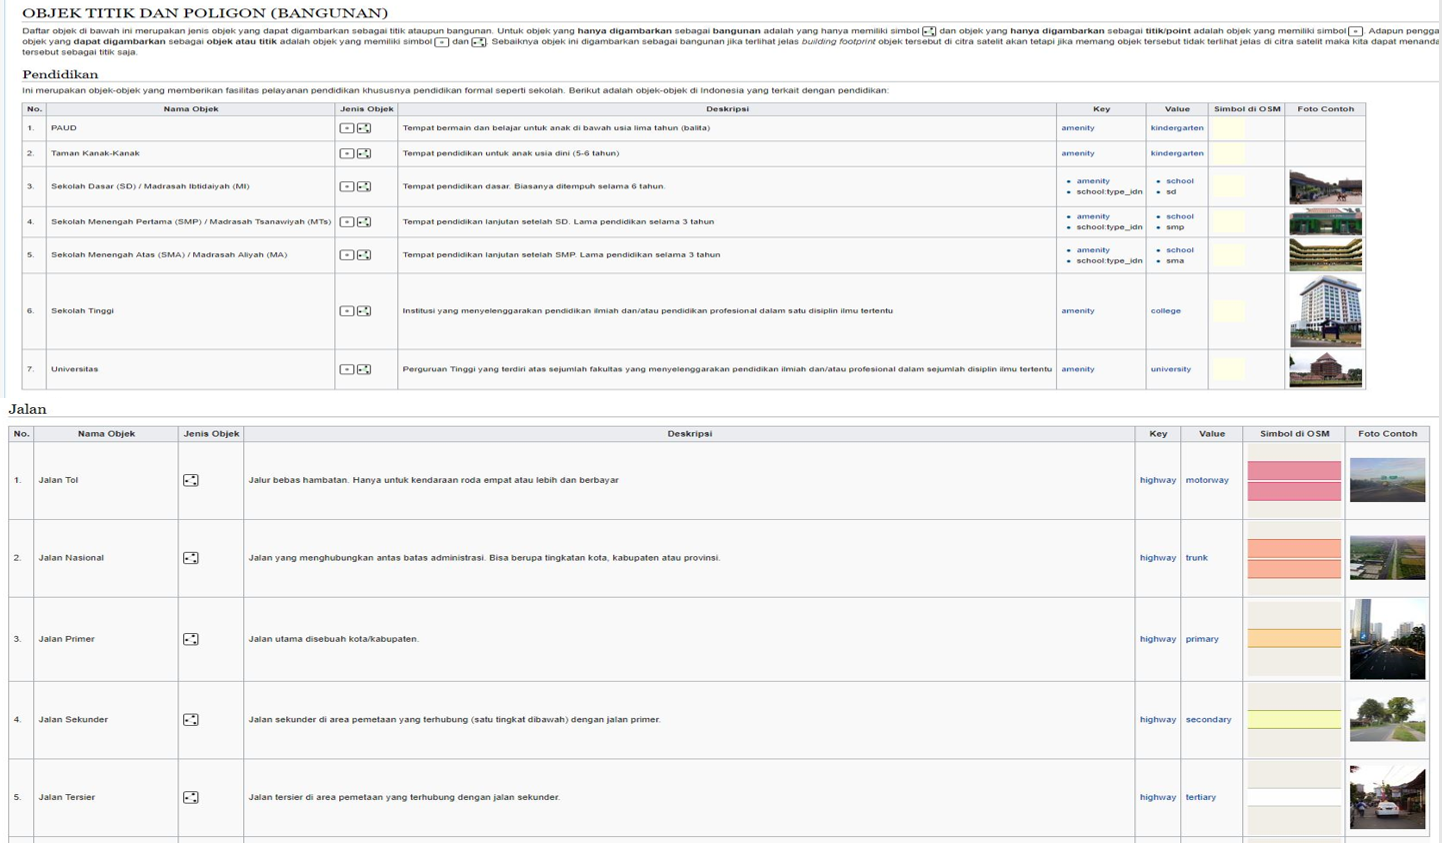 OBJEK TITIK DAN POLIGON (BANGUNAN)
Daftar objek di bawah ini merupakan jenis objek yang dapat digambarkan sebagai titik ataupun bangunan. Untuk objek yang hanya digambarkan sebagai bangunan adalah yang hanya memiliki simbol dan objek yang hanya digambarkan sebagai titik/point adalah objek yang memiliki simbol . Adapun pengga
objek yang dapat digambarkan sebagai objek atau titik adalah objek yang memiliki simbol dan . Sebaiknya objek ini digambarkan sebagai bangunan jika terlihat jelas building footprint objek tersebut di citra satelit akan tetapi jika memang objek tersebut tidak terlihat jelas di citra satelit maka kita dapat menanda
tersebut sebagai titik saja.
Pendidikan
Ini merupakan objek-objek yang memberikan fasilitas pelayanan pendidikan khususnya pendidikan formal seperti sekolah. Berikut adalah objek-objek di Indonesia yang terkait dengan pendidikan:
No. Nama Objek Jenis Objek Deskripsi Key Value Simbol di OSM Foto Contoh
1. PAUD Tempat bermain dan belajar untuk anak di bawah usia lima tahun (balita) amenity kindergarten
2. Taman Kanak-Kanak Tempat pendidikan untuk anak usia dini (5-6 tahun) amenity kindergarten
3. Sekolah Dasar (SD) / Madrasah Ibtidaiyah (MI) Tempat pendidikan dasar. Biasanya ditempuh selama 6 tahun. • amenity • school
• school:type_idn • sd
4. Sekolah Menengah Pertama (SMP) / Madrasah Tsanawiyah (MTs) Tempat pendidikan lanjutan setelah SD. Lama pendidikan selama 3 tahun • amenity • school
• school:type_idn • smp
5. Sekolah Menengah Atas (SMA) / Madrasah Aliyah (MA) Tempat pendidikan lanjutan setelah SMP. Lama pendidikan selama 3 tahun • amenity • school
• school:type_idn • sma
6. Sekolah Tinggi Institusi yang menyelenggarakan pendidikan ilmiah dan/atau pendidikan profesional dalam satu disiplin ilmu tertentu amenity college
7. Universitas Perguruan Tinggi yang terdiri atas sejumlah fakultas yang menyelenggarakan pendidikan ilmiah dan/atau profesional dalam sejumlah disiplin ilmu tertentu amenity university
Jalan
No. Nama Objek Jenis Objek Deskripsi Key Value Simbol di OSM Foto Contoh
1. Jalan Tol Jalur bebas hambatan. Hanya untuk kendaraan roda empat atau lebih dan berbayar highway motorway
2. Jalan Nasional Jalan yang menghubungkan antas batas administrasi. Bisa berupa tingkatan kota, kabupaten atau provinsi. highway trunk
3. Jalan Primer Jalan utama disebuah kota/kabupaten. highway primary
4. Jalan Sekunder Jalan sekunder di area pemetaan yang terhubung (satu tingkat dibawah) dengan jalan primer. highway secondary
5. Jalan Tersier Jalan tersier di area pemetaan yang terhubung dengan jalan sekunder. highway tertiary